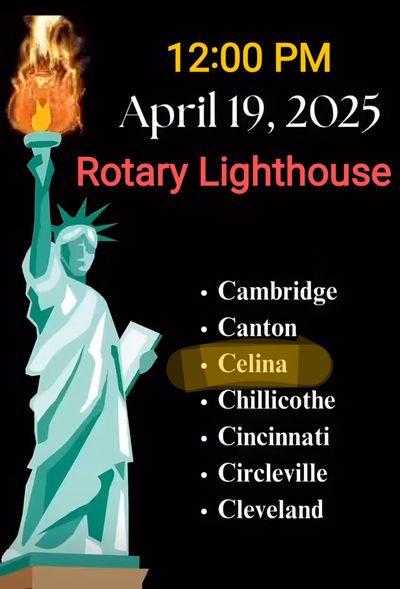 12:00 PM
April 19, 2025
Rotary Lighthouse
• Cambridge
• Canton
• Celina
• Chillicothe
• Cincinnati
• Circleville
• Cleveland